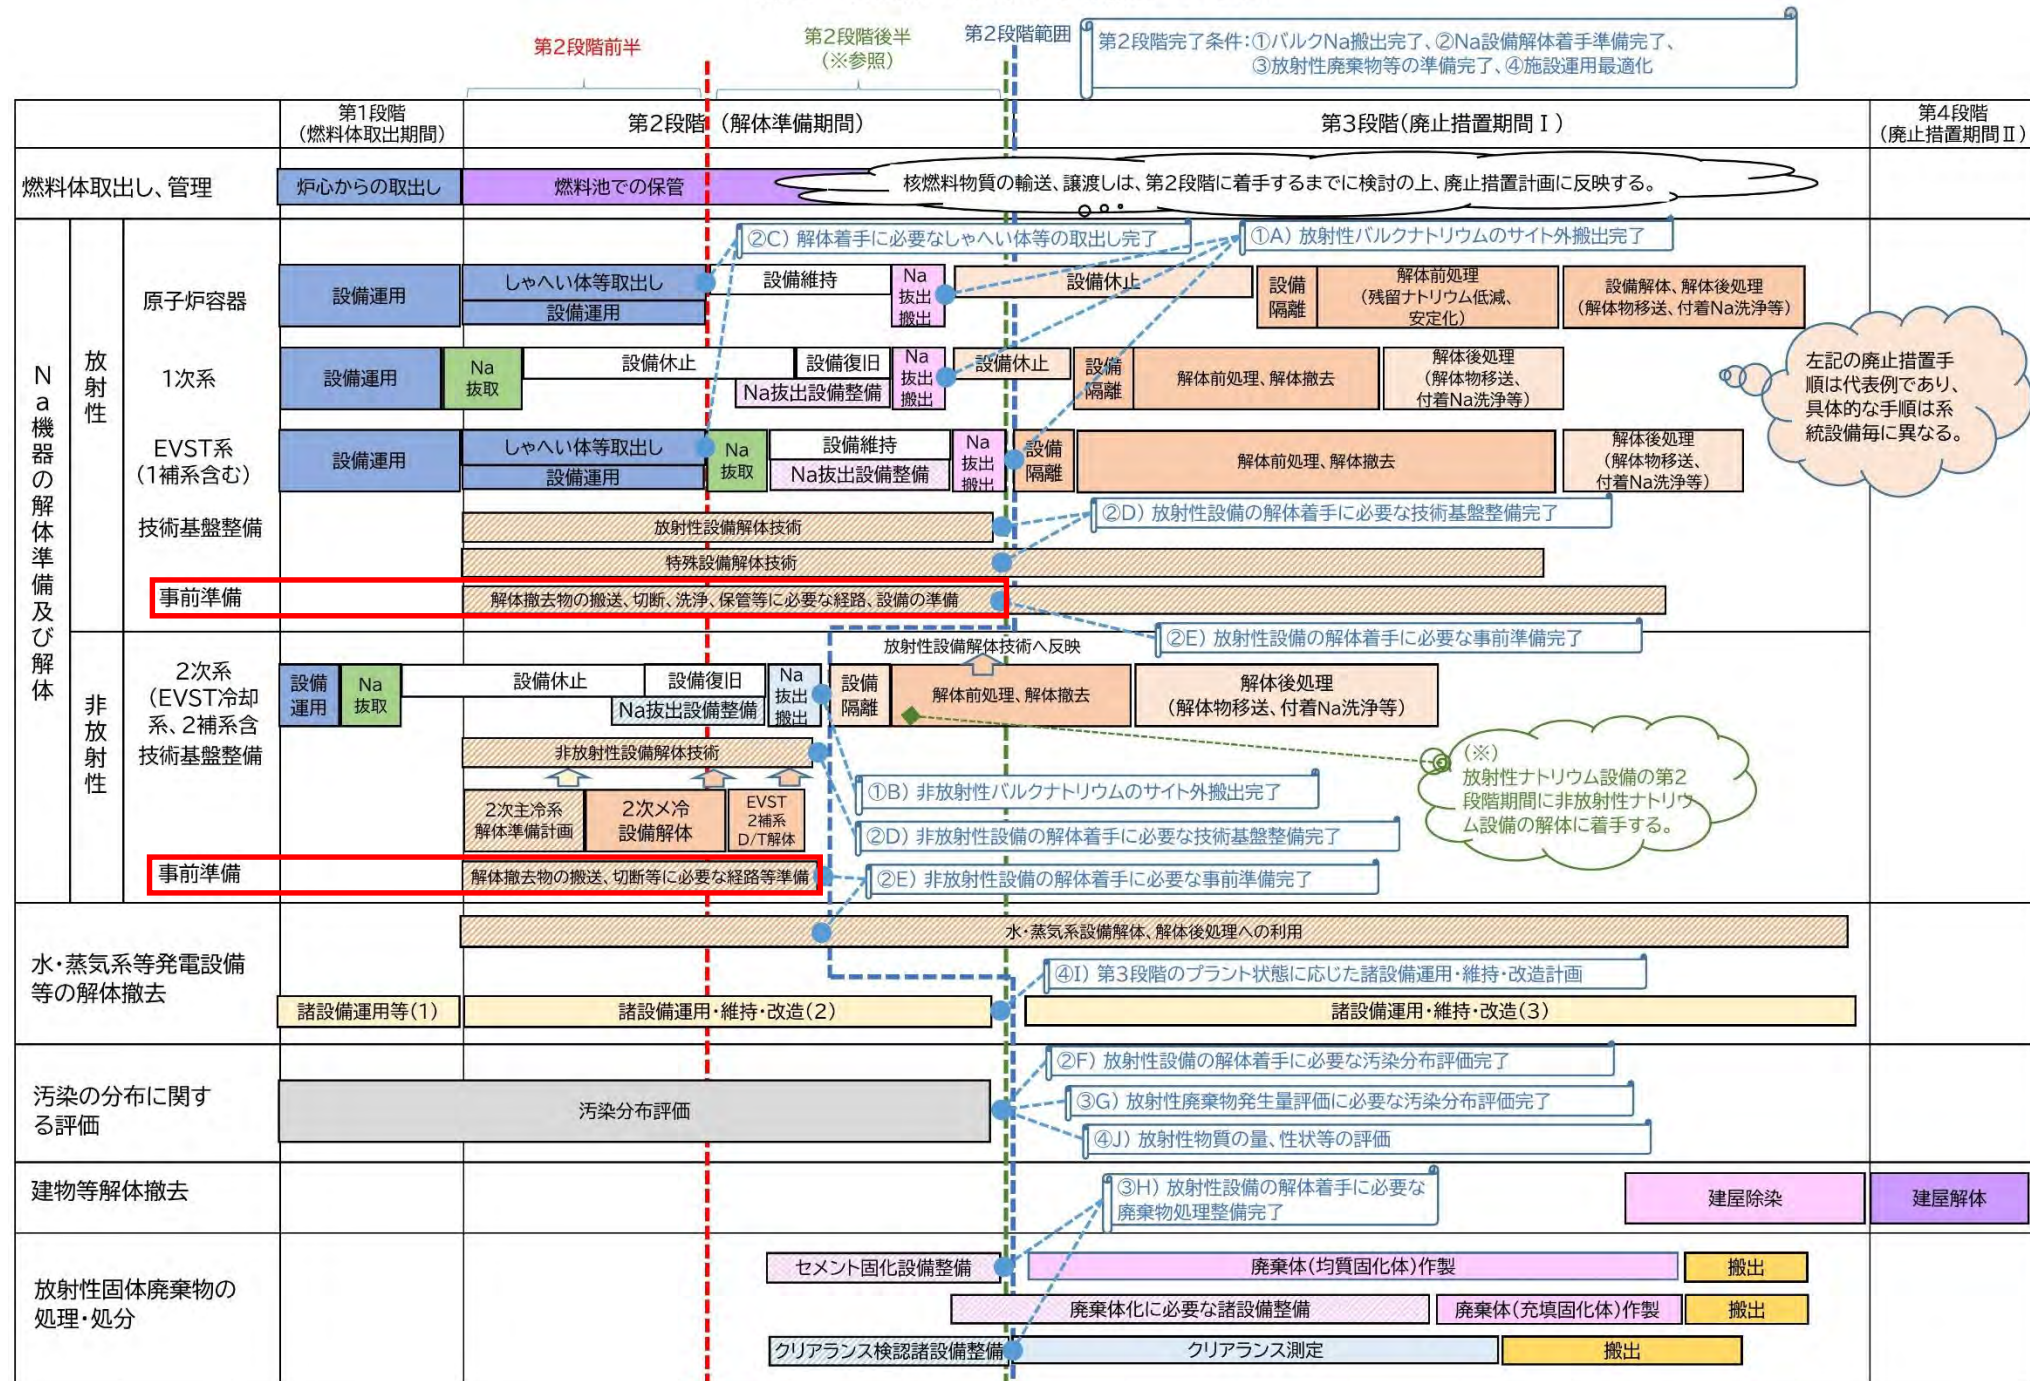 第2段階前半
第2段階後半
(※参照)
第2段階範囲
第2段階完了条件：①バルクNa搬出完了、②Na設備解体着手準備完了、
③放射性廃棄物等の準備完了、④施設運用最適化
第1段階
(燃料体取出期間)
第2段階 (解体準備期間)
第3段階(廃止措置期間Ⅰ)
第4段階
(廃止措置期間Ⅱ)
燃料体取出し、管理
炉心からの取出し
燃料池での保管
核燃料物質の輸送、譲渡しは、第2段階に着手するまでに検討の上、廃止措置計画に反映する。
Na機器の解体準備及び解体
放射性
②C) 解体着手に必要なしゃへい体等の取出し完了
①A) 放射性バルクナトリウムのサイト外搬出完了
原子炉容器
設備運用
しゃへい体等取出し
設備運用
設備維持
Na
抜出
搬出
設備休止
設備
隔離
解体前処理
(残留ナトリウム低減、
安定化)
設備解体、解体後処理
(解体物移送、付着Na洗浄等)
1次系
設備運用
Na
抜取
設備休止
設備復旧
Na抜出設備整備
Na
抜出
搬出
設備休止
設備
隔離
解体前処理、解体撤去
解体後処理
(解体物移送、
付着Na洗浄等)
左記の廃止措置手
順は代表例であり、
具体的な手順は系
統設備毎に異なる。
EVST系
(1補系含む)
設備運用
しゃへい体等取出し
設備運用
Na
抜取
設備維持
Na抜出設備整備
Na
抜出
搬出
設備
隔離
解体前処理、解体撤去
解体後処理
(解体物移送、
付着Na洗浄等)
技術基盤整備
放射性設備解体技術
②D) 放射性設備の解体着手に必要な技術基盤整備完了
特殊設備解体技術
事前準備
解体撤去物の搬送、切断、洗浄、保管等に必要な経路、設備の準備
②E) 放射性設備の解体着手に必要な事前準備完了
非放射性
放射性設備解体技術へ反映
2次系
(EVST冷却
系、2補系含
設備
運用
Na
抜取
設備休止
設備復旧
Na抜出設備整備
Na
抜出
搬出
設備
隔離
解体前処理、解体撤去
解体後処理
(解体物移送、付着Na洗浄等)
技術基盤整備
非放射性設備解体技術
(※)
放射性ナトリウム設備の第2
段階期間に非放射性ナトリウ
ム設備の解体に着手する。
2次主冷系
解体準備計画
2次メ冷
設備解体
EVST
2補系
D/T解体
①B) 非放射性バルクナトリウムのサイト外搬出完了
②D) 非放射性設備の解体着手に必要な技術基盤整備完了
事前準備
解体撤去物の搬送、切断等に必要な経路等準備
②E) 非放射性設備の解体着手に必要な事前準備完了
水・蒸気系等発電設備
等の解体撤去
水・蒸気系設備解体、解体後処理への利用
④I) 第3段階のプラント状態に応じた諸設備運用・維持・改造計画
諸設備運用等(1)
諸設備運用・維持・改造(2)
諸設備運用・維持・改造(3)
汚染の分布に関す
る評価
汚染分布評価
②F) 放射性設備の解体着手に必要な汚染分布評価完了
③G) 放射性廃棄物発生量評価に必要な汚染分布評価完了
④J) 放射性物質の量、性状等の評価
建物等解体撤去
③H) 放射性設備の解体着手に必要な
廃棄物処理整備完了
建屋除染
建屋解体
放射性固体廃棄物の
処理・処分
セメント固化設備整備
廃棄体(均質固化体)作製
搬出
廃棄体化に必要な諸設備整備
廃棄体(充填固化体)作製
搬出
クリアランス検認諸設備整備
クリアランス測定
搬出